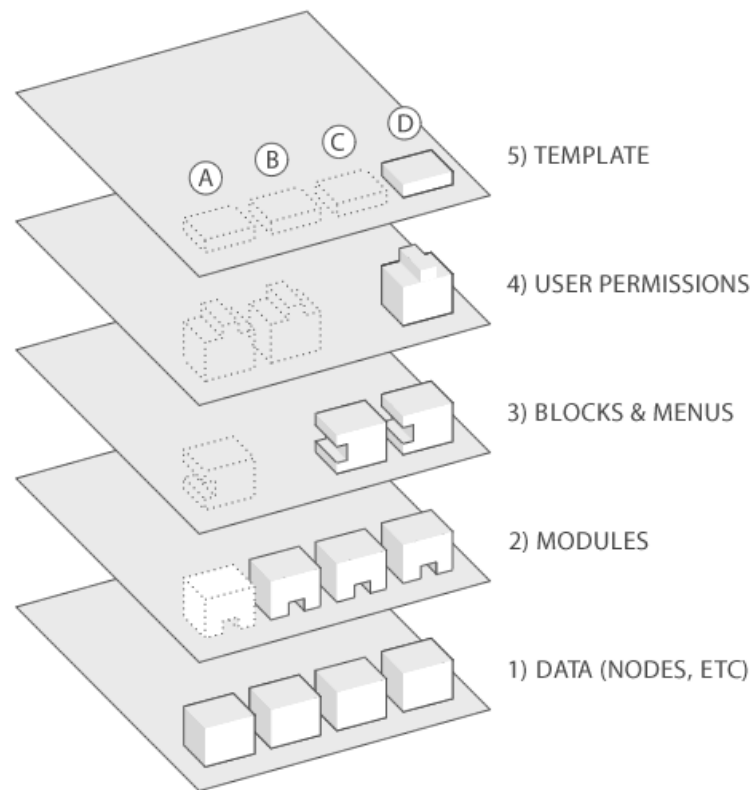 D
C
B
A
5) TEMPLATE
4) USER PERMISSIONS
3) BLOCKS & MENUS
2) MODULES
1) DATA (NODES, ETC)